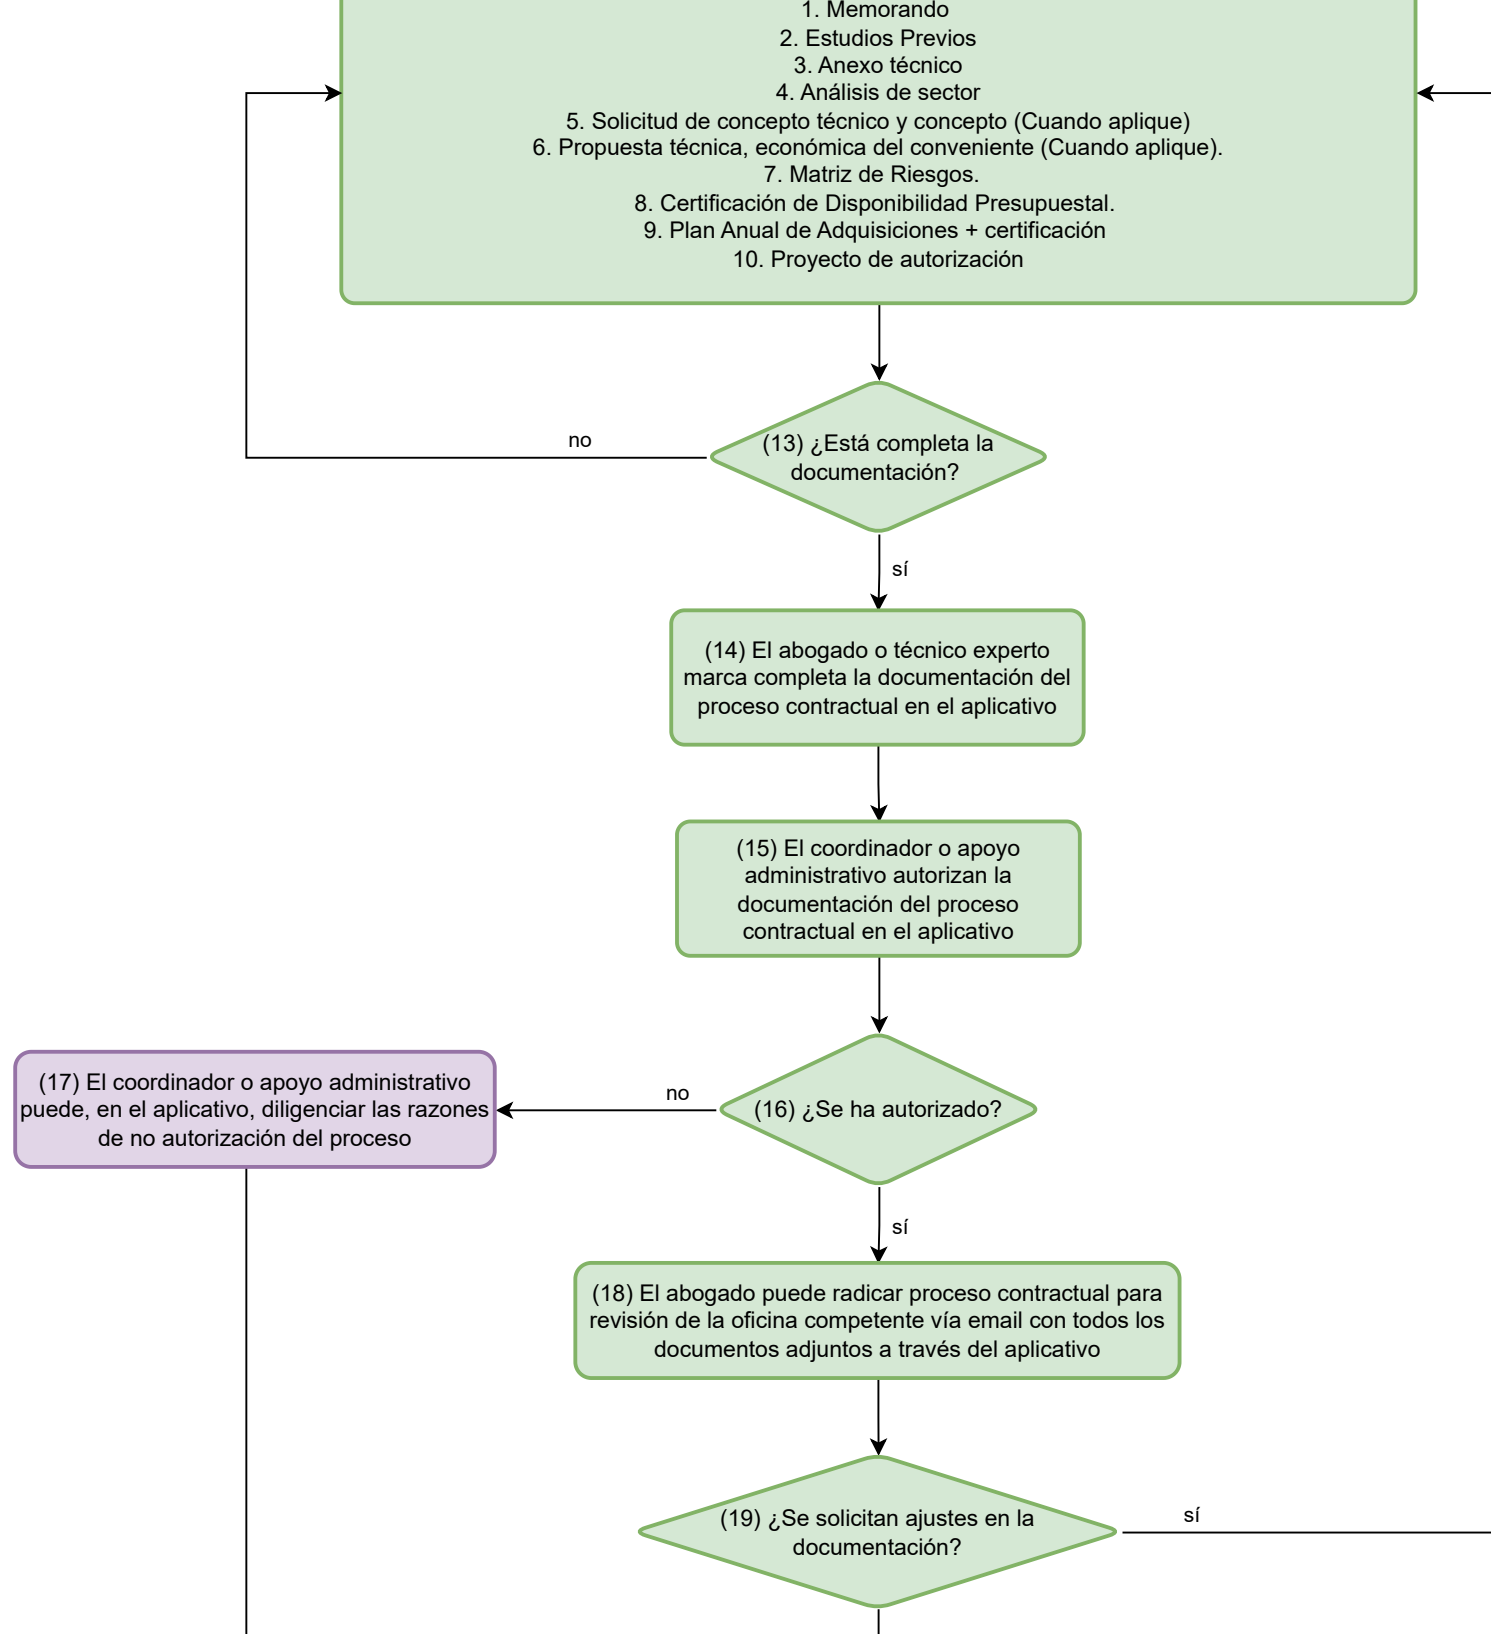 1. Memorando
2. Estudios Previos
3. Anexo técnico
4. Análisis de sector
5. Solicitud de concepto técnico y concepto (Cuando aplique)
6. Propuesta técnica, económica del conveniente (Cuando aplique).
7. Matriz de Riesgos.
8. Certificación de Disponibilidad Presupuestal.
9. Plan Anual de Adquisiciones + certificación
10. Proyecto de autorización
no
(13) ¿Está completa la
documentación?
sí
(14) El abogado o técnico experto
marca completa la documentación del
proceso contractual en el aplicativo
(15) El coordinador o apoyo
administrativo autorizan la
documentación del proceso
contractual en el aplicativo
(17) El coordinador o apoyo administrativo
puede, en el aplicativo, diligenciar las razones
de no autorización del proceso
no
(16) ¿Se ha autorizado?
sí
(18) El abogado puede radicar proceso contractual para
revisión de la oficina competente vía email con todos los
documentos adjuntos a través del aplicativo
(19) ¿Se solicitan ajustes en la
documentación?
sí